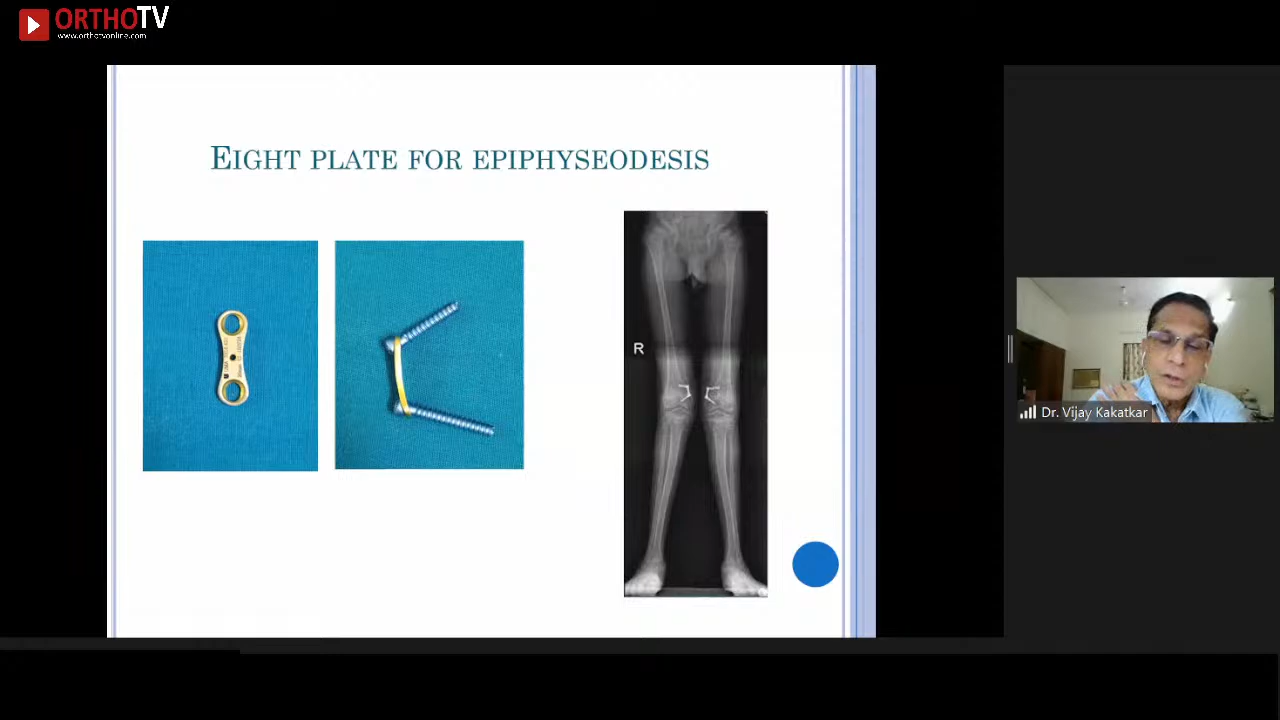 ORTHOTV
www.orthotvonline.com
EIGHT PLATE FOR EPIPHYSEODESIS
R
Dr. Vijay Kakatkar